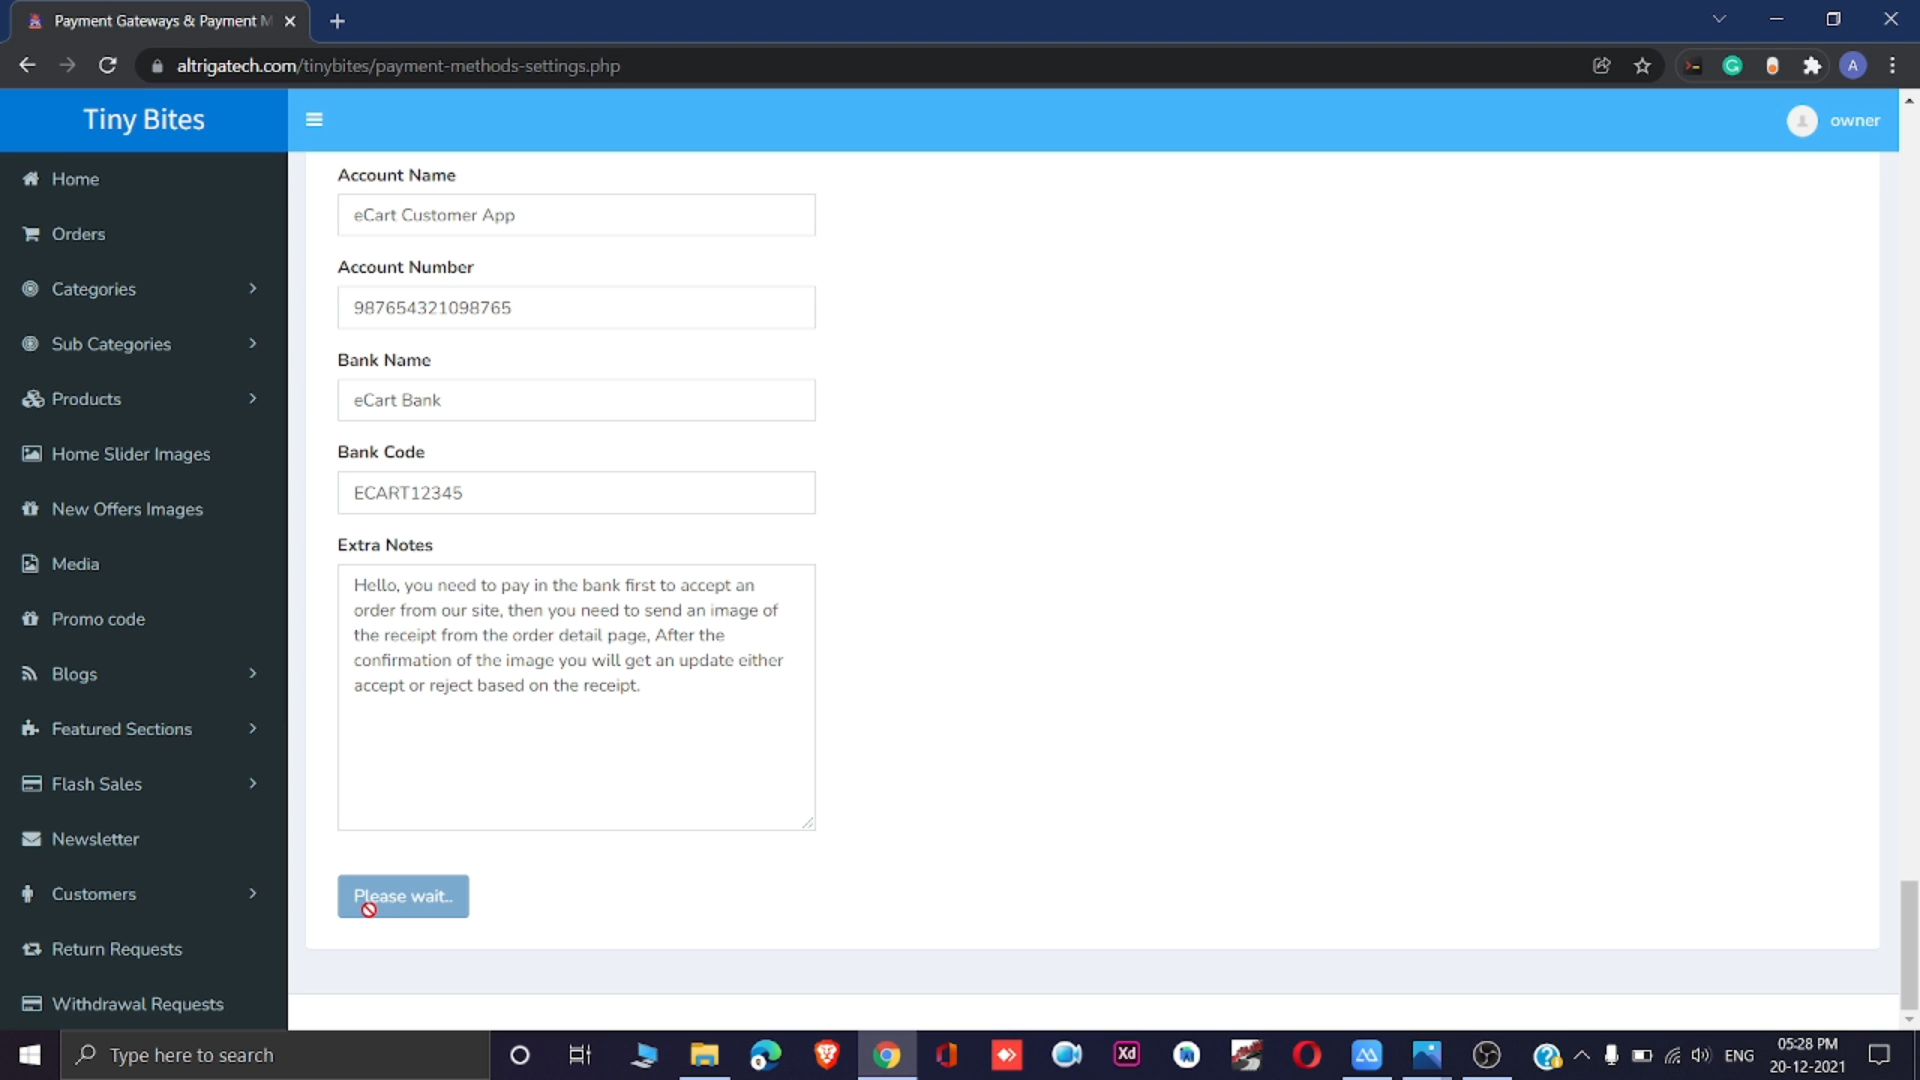 Payment Gateways & Payment M
altrigatech.com/tinybites/payment-methods-settings.php
A
Tiny Bites
owner
Home
Orders
Categories
Sub Categories
Products
Home Slider Images
New Offers Images
Media
Promo code
Blogs
Featured Sections
Flash Sales
Newsletter
Customers
Return Requests
Withdrawal Requests
Account Name
eCart Customer App
Account Number
987654321098765
Bank Name
eCart Bank
Bank Code
ECART12345
Extra Notes
Hello, you need to pay in the bank first to accept an
order from our site, then you need to send an image of
the receipt from the order detail page, After the
confirmation of the image you will get an update either
accept or reject based on the receipt.
Please wait..
Type here to search
Xd
ENG
05:28 PM
20-12-2021